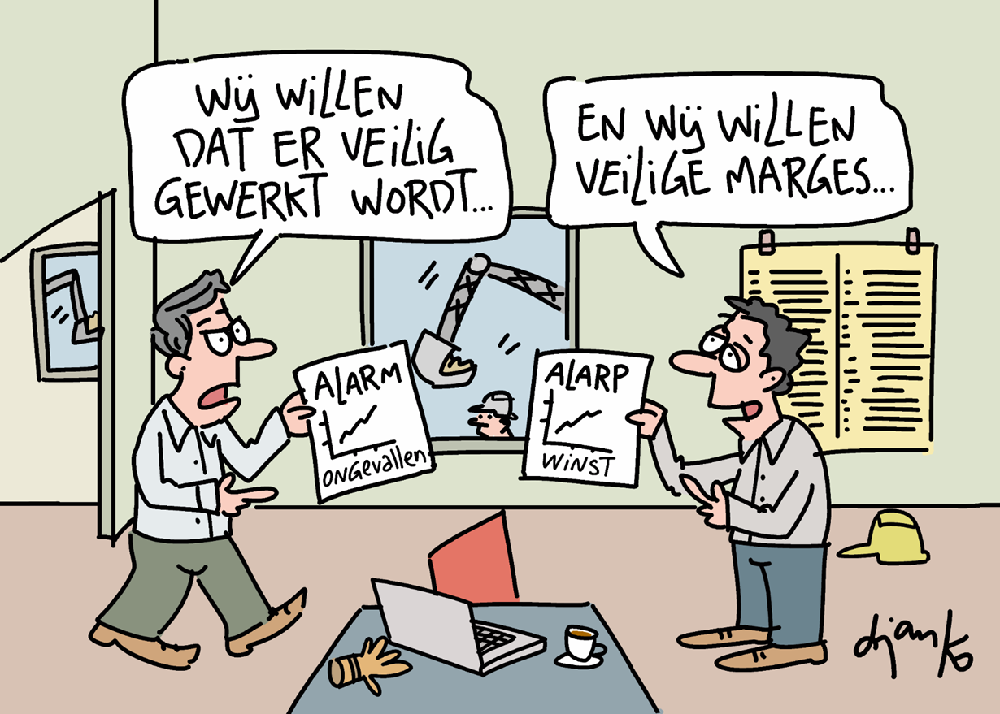 WIJ WILLEN
DAT ER VEILIG
GEWERKT WORDT...
EN WIJ WILLEN
VEILIGE MARGES...
ALARM
ONGEVALLEN
ALARP
WINST
djanko